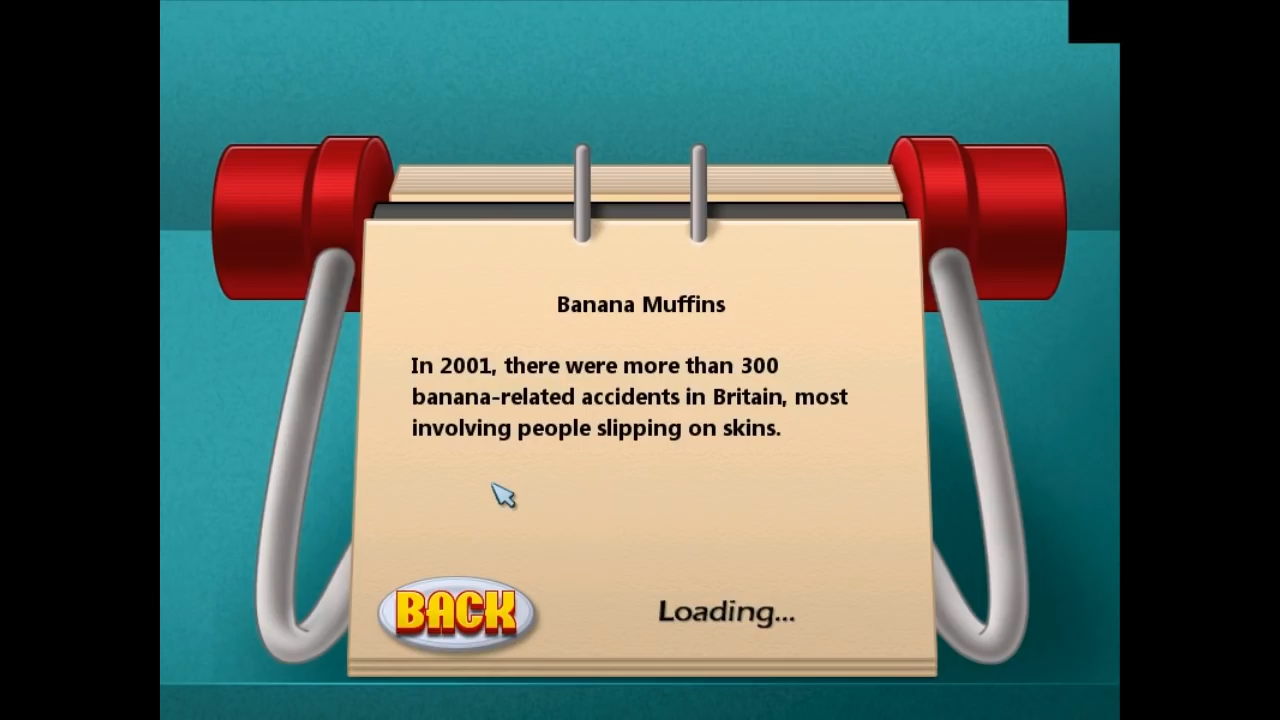 Banana Muffins
In 2001, there were more than 300
banana-related accidents in Britain, most
involving people slipping on skins.
BACK
Loading...